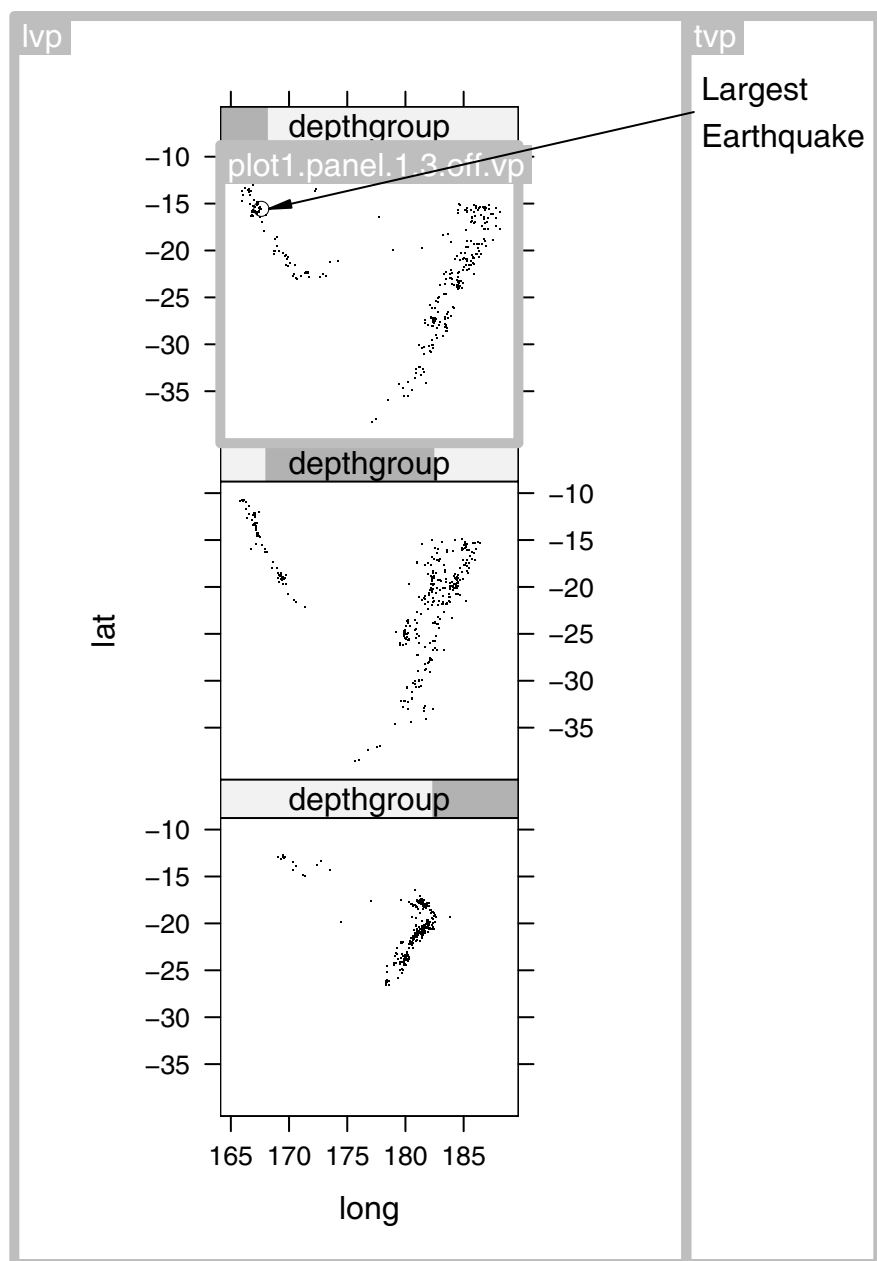 lvp
tvp
Largest
Earthquake
depthgroup
plot1.panel.1.3.off.vp
−10
−15
−20
−25
−30
−35
depthgroup
−10
−15
−20
−25
−30
−35
lat
depthgroup
−10
−15
−20
−25
−30
−35
165 170 175 180 185
long